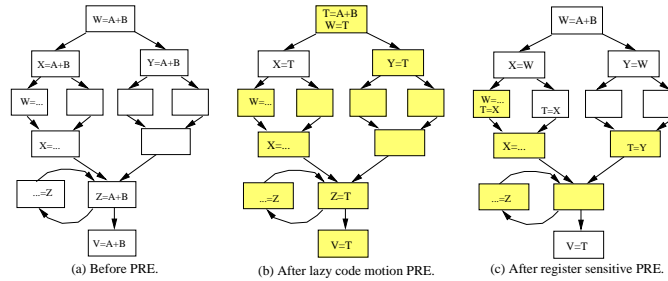 W=A+B
X=A+B
Y=A+B
W=...
X=...
...=Z
Z=A+B
V=A+B
(a) Before PRE.
T=A+B
W=T
X=T
Y=T
W=...
X=...
...=Z
Z=T
V=T
(b) After lazy code motion PRE.
W=A+B
X=W
Y=W
W=...
T=X
T=X
X=...
T=Y
...=Z
V=T
(c) After register sensitive PRE.